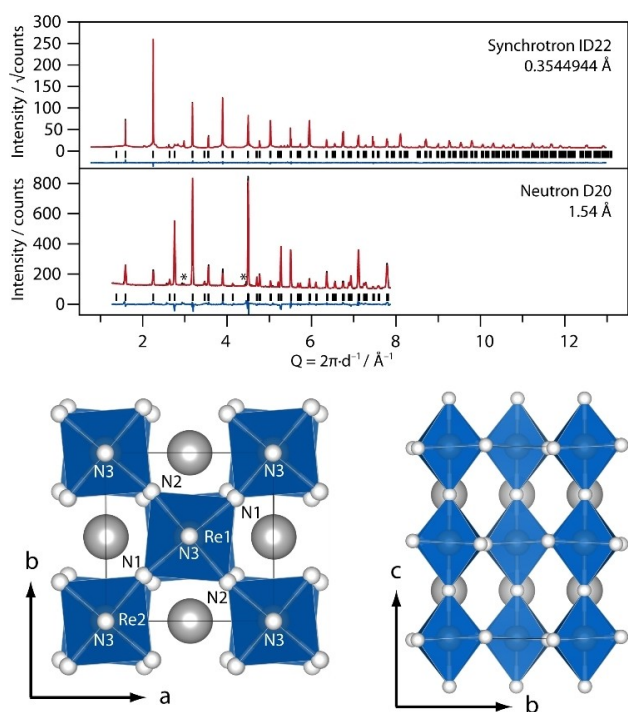 Intensity / √counts
300
250
200
150
100
50
0
Synchrotron ID22
0.3544944 Å
Intensity / counts
800
600
400
200
0
Neutron D20
1.54 Å
*
*
2
4
6
8
10
12
Q = 2π·d⁻¹ / Å⁻¹
N3
N3
N2
N1
Re1
N3
N1
N2
Re2
N3
N3
b
a
c
b